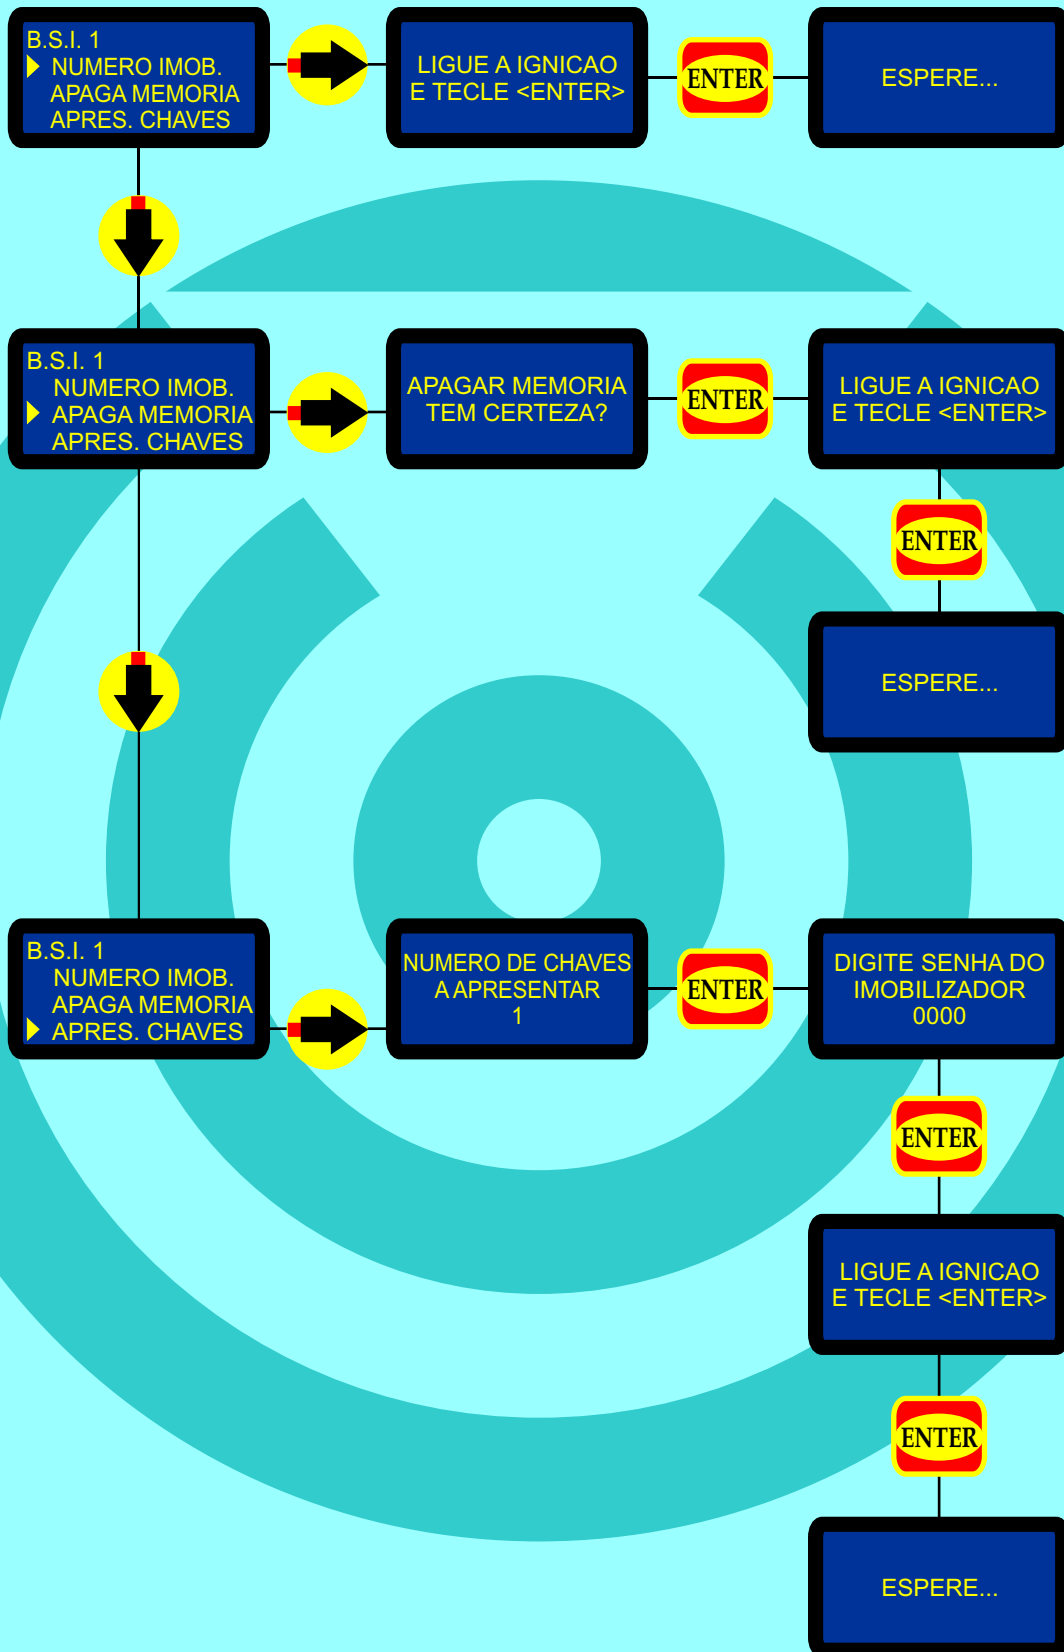 B.S.I. 1
NUMERO IMOB.
APAGA MEMORIA
APRES. CHAVES
LIGUE A IGNICAO
E TECLE <ENTER>
ENTER
ESPERE...
B.S.I. 1
NUMERO IMOB.
APAGA MEMORIA
APRES. CHAVES
APAGAR MEMORIA
TEM CERTEZA?
ENTER
LIGUE A IGNICAO
E TECLE <ENTER>
ENTER
ESPERE...
B.S.I. 1
NUMERO IMOB.
APAGA MEMORIA
APRES. CHAVES
NUMERO DE CHAVES
A APRESENTAR
1
ENTER
DIGITE SENHA DO
IMOBILIZADOR
0000
ENTER
LIGUE A IGNICAO
E TECLE <ENTER>
ENTER
ESPERE...